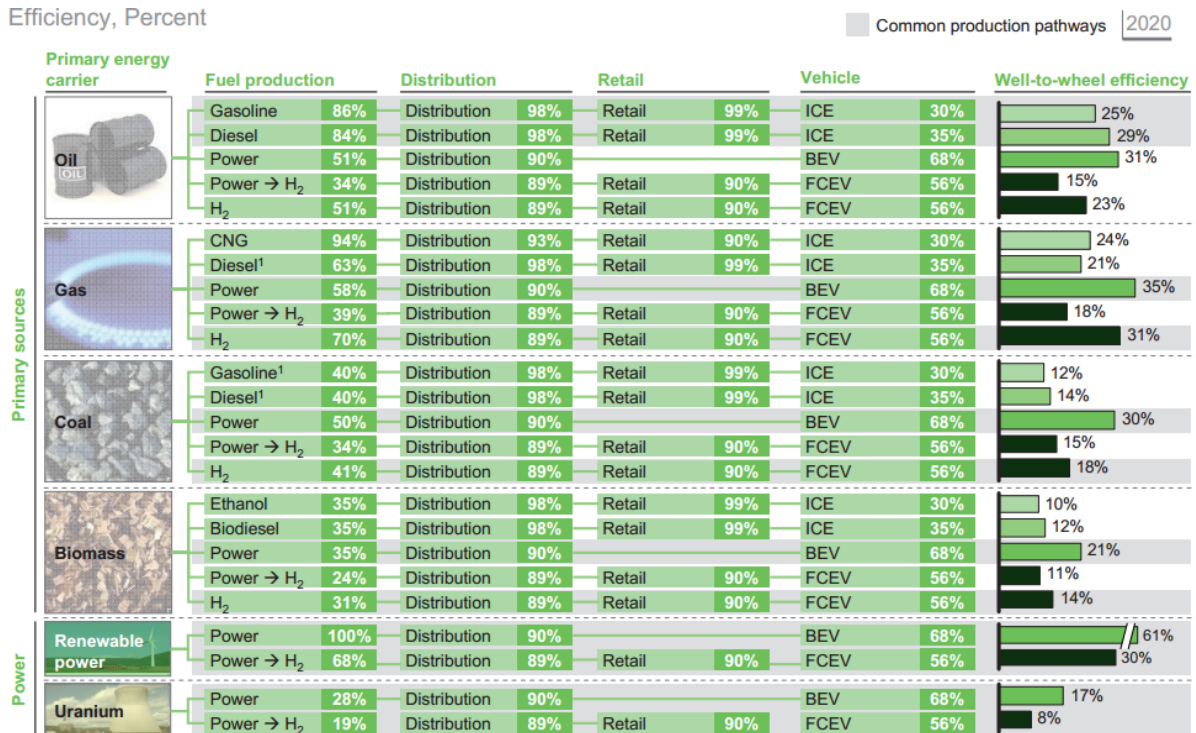 Efficiency, Percent
Common production pathways 2020
Primary energy carrier Fuel production Distribution Retail Vehicle Well-to-wheel efficiency
Primary sources
Oil
OIL
Gasoline 86% Distribution 98% Retail 99% ICE 30% 25%
Diesel 84% Distribution 98% Retail 99% ICE 35% 29%
Power 51% Distribution 90% BEV 68% 31%
Power → H₂ 34% Distribution 89% Retail 90% FCEV 56% 15%
H₂ 51% Distribution 89% Retail 90% FCEV 56% 23%
Gas
CNG 94% Distribution 93% Retail 90% ICE 30% 24%
Diesel¹ 63% Distribution 98% Retail 99% ICE 35% 21%
Power 58% Distribution 90% BEV 68% 35%
Power → H₂ 39% Distribution 89% Retail 90% FCEV 56% 18%
H₂ 70% Distribution 89% Retail 90% FCEV 56% 31%
Coal
Gasoline¹ 40% Distribution 98% Retail 99% ICE 30% 12%
Diesel¹ 40% Distribution 98% Retail 99% ICE 35% 14%
Power 50% Distribution 90% BEV 68% 30%
Power → H₂ 34% Distribution 89% Retail 90% FCEV 56% 15%
H₂ 41% Distribution 89% Retail 90% FCEV 56% 18%
Biomass
Ethanol 35% Distribution 98% Retail 99% ICE 30% 10%
Biodiesel 35% Distribution 98% Retail 99% ICE 35% 12%
Power 35% Distribution 90% BEV 68% 21%
Power → H₂ 24% Distribution 89% Retail 90% FCEV 56% 11%
H₂ 31% Distribution 89% Retail 90% FCEV 56% 14%
Power
Renewable power
Power 100% Distribution 90% BEV 68% 61%
Power → H₂ 68% Distribution 89% Retail 90% FCEV 56% 30%
Uranium
Power 28% Distribution 90% BEV 68% 17%
Power → H₂ 19% Distribution 89% Retail 90% FCEV 56% 8%